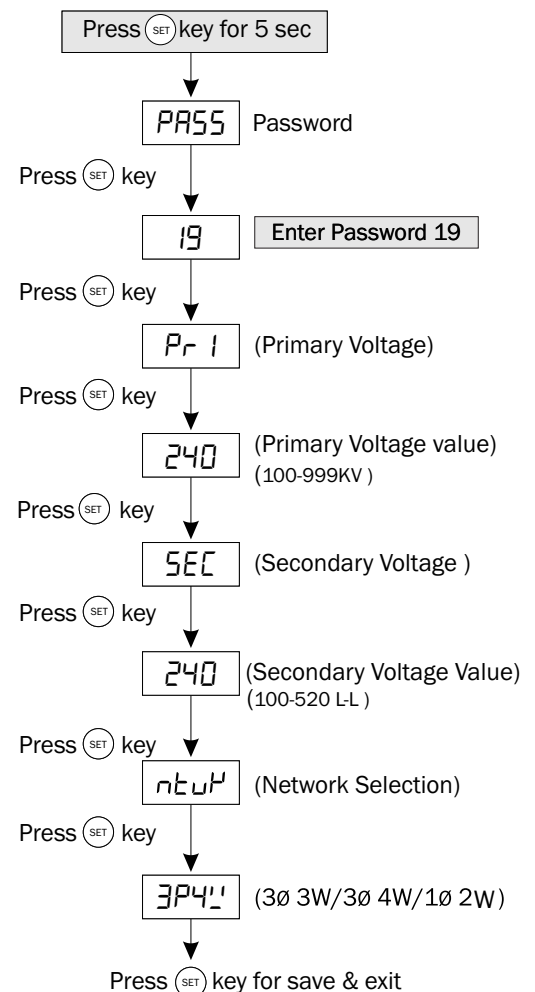 Press SET key for 5 sec
PASS Password
Press SET key
19 Enter Password 19
Press SET key
Pr 1 (Primary Voltage)
Press SET key
240 (Primary Voltage value)
(100-999KV )
Press SET key
SEC (Secondary Voltage )
Press SET key
240 (Secondary Voltage Value)
(100-520 L-L )
Press SET key
ntwk (Network Selection)
Press SET key
3P4W (3ø 3W/3ø 4W/1ø 2W)
Press SET key for save & exit